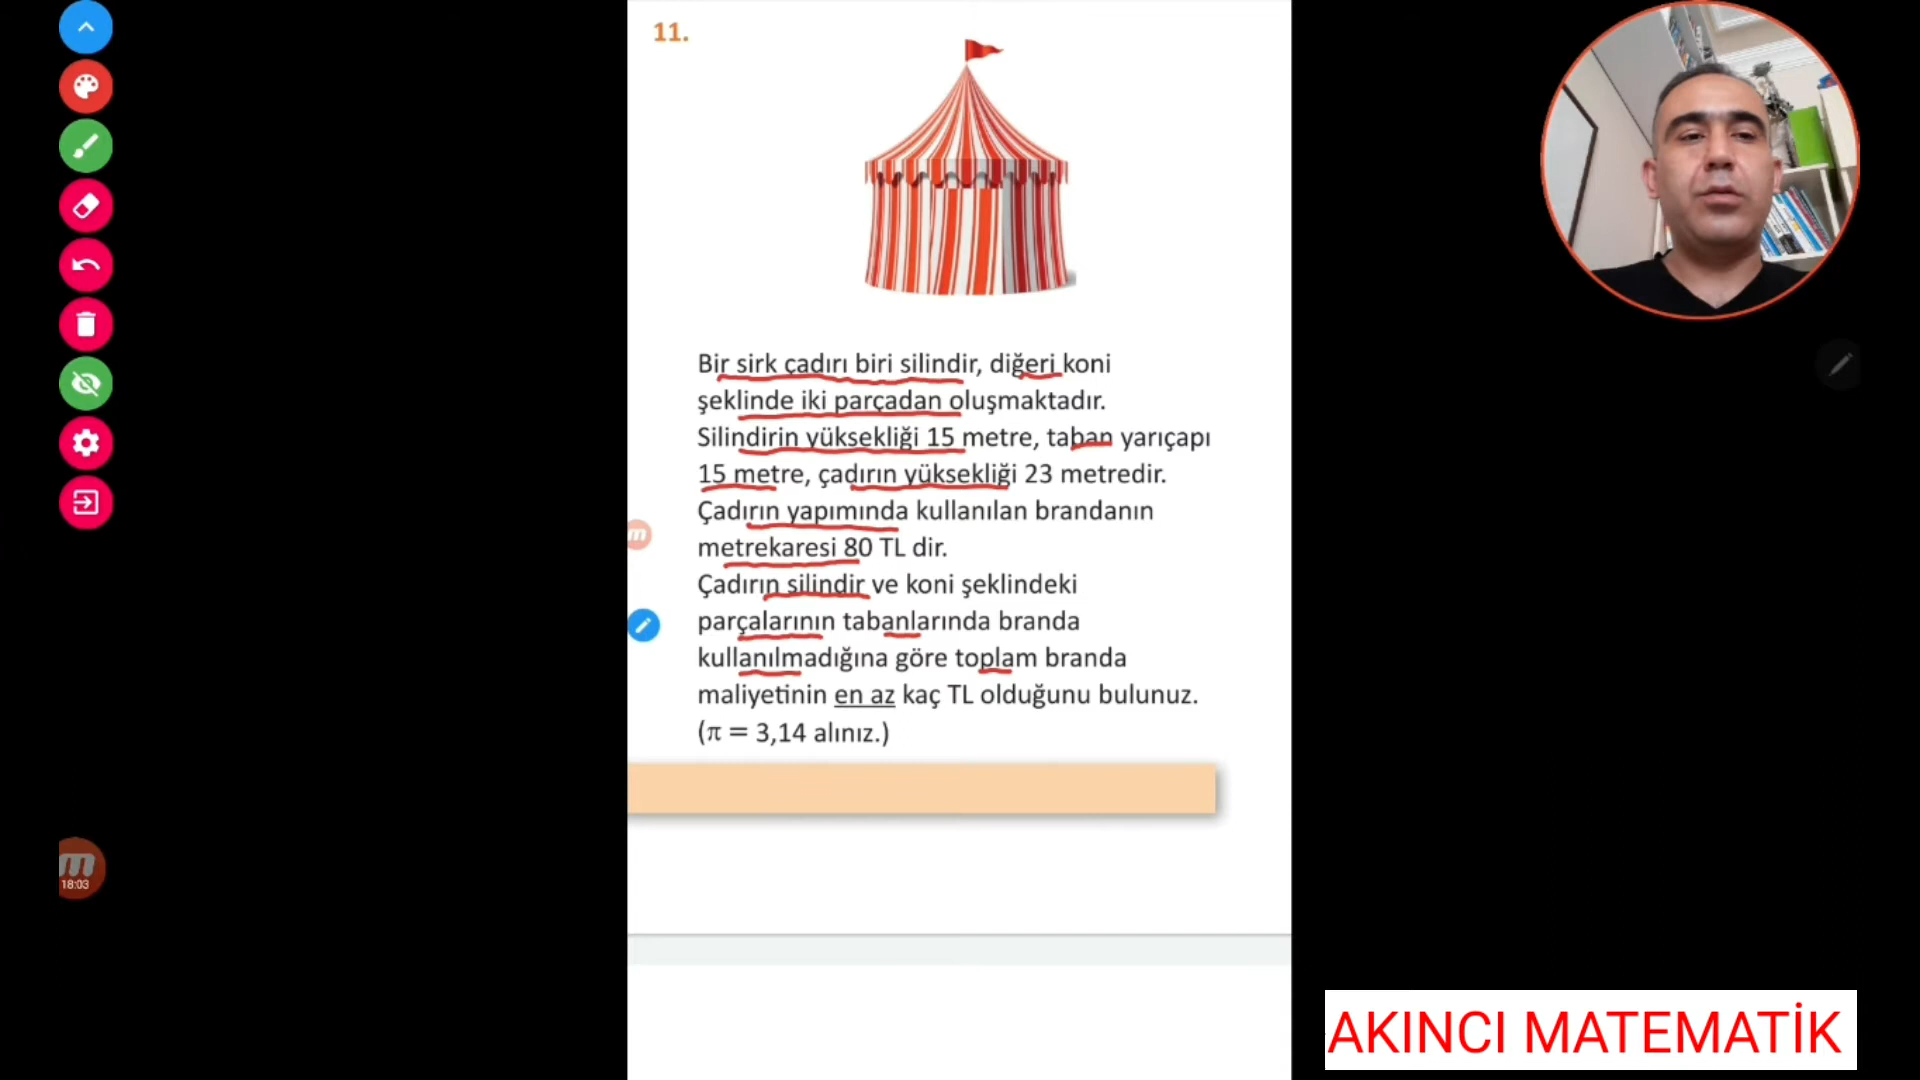 11.
Bir sirk çadırı biri silindir, diğeri koni
şeklinde iki parçadan oluşmaktadır.
Silindirin yüksekliği 15 metre, taban yarıçapı
15 metre, çadırın yüksekliği 23 metredir.
Çadırın yapımında kullanılan brandanın
metrekaresi 80 TL dir.
Çadırın silindir ve koni şeklindeki
parçalarının tabanlarında branda
kullanılmadığına göre toplam branda
maliyetinin en az kaç TL olduğunu bulunuz.
(π = 3,14 alınız.)
m
m
18:03
AKINCI MATEMATİK